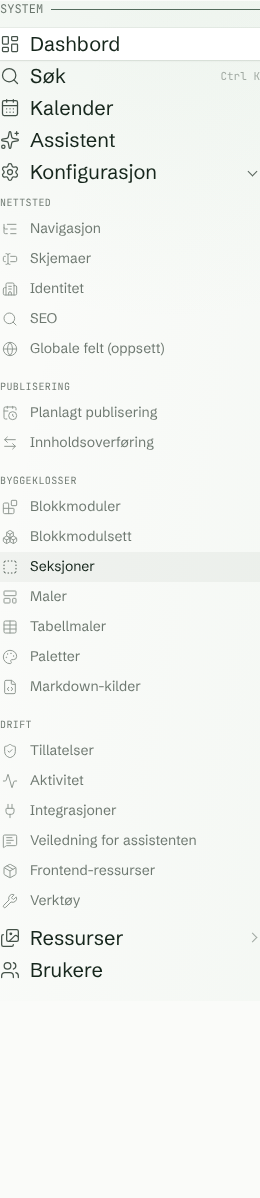 SYSTEM
Dashbord
Søk Ctrl K
Kalender
Assistent
Konfigurasjon
NETTSTED
Navigasjon
Skjemaer
Identitet
SEO
Globale felt (oppsett)
PUBLISERING
Planlagt publisering
Innholdsoverføring
BYGGEKLOSSER
Blokkmoduler
Blokkmodulsett
Seksjoner
Maler
Tabellmaler
Paletter
Markdown-kilder
DRIFT
Tillatelser
Aktivitet
Integrasjoner
Veiledning for assistenten
Frontend-ressurser
Verktøy
Ressurser
Brukere